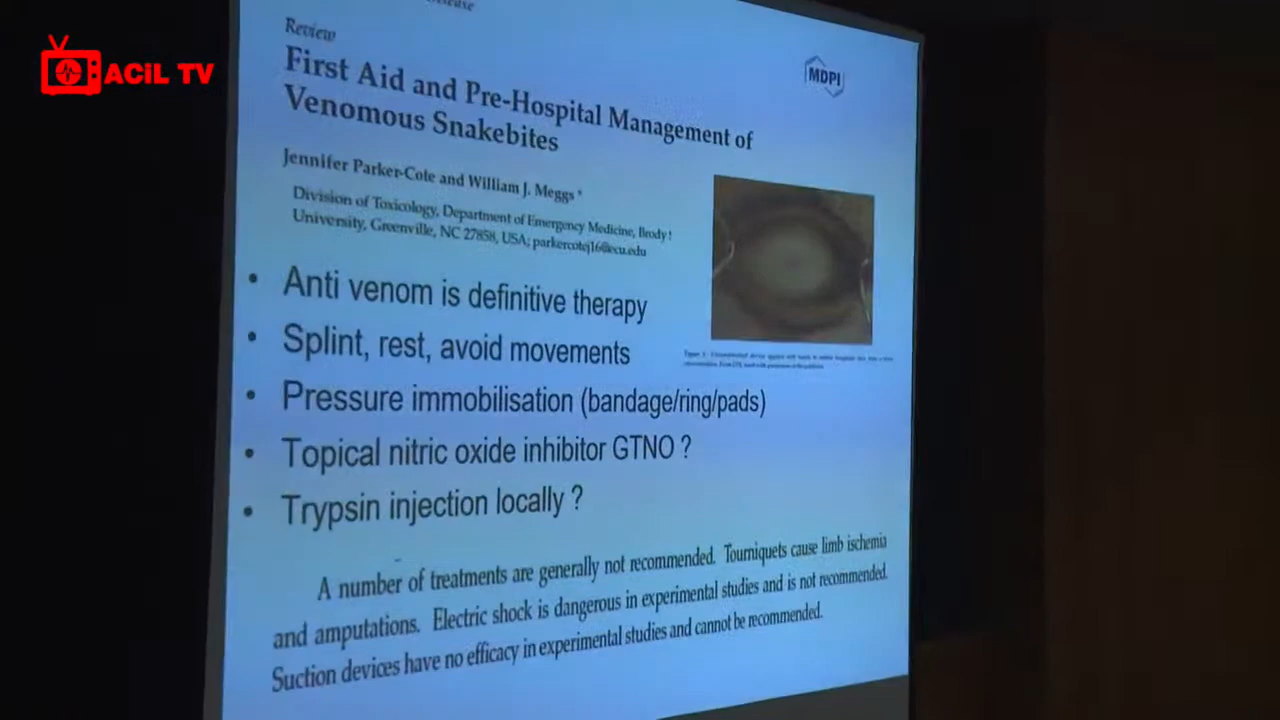 ACİL TV
Review
First Aid and Pre-Hospital Management of
Venomous Snakebites
MDPI
Jennifer Parker-Cote and William J. Meggs *
Division of Toxicology, Department of Emergency Medicine, Brody
University, Greenville, NC 27858, USA; parkercotej16@ecu.edu
• Anti venom is definitive therapy
• Splint, rest, avoid movements
• Pressure immobilisation (bandage/ring/pads)
• Topical nitric oxide inhibitor GTNO ?
• Trypsin injection locally ?
A number of treatments are generally not recommended. Tourniquets cause limb ischemia
and amputations. Electric shock is dangerous in experimental studies and is not recommended.
Suction devices have no efficacy in experimental studies and cannot be recommended.